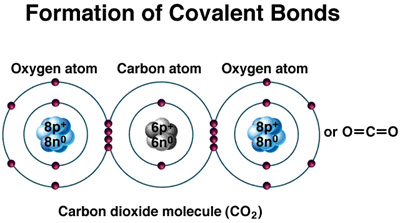 Formation of Covalent Bonds
Oxygen atom Carbon atom Oxygen atom
8p⁺ 6p⁺ 8p⁺
8n⁰ 6n⁰ 8n⁰
or O=C=O
Carbon dioxide molecule (CO₂)